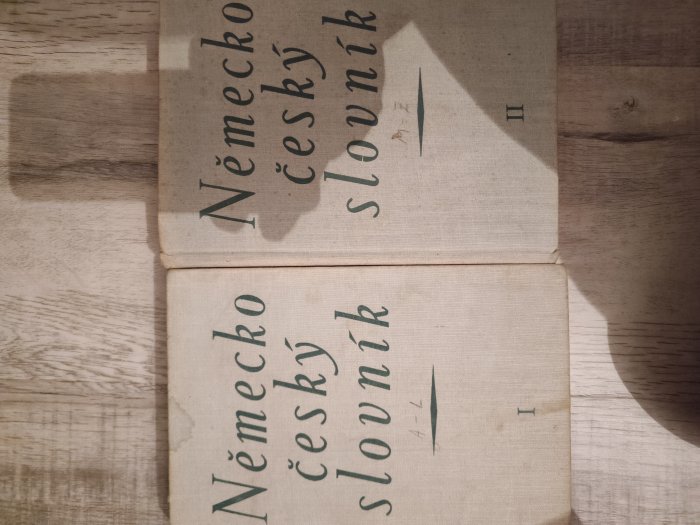 Německo
český
slovník
M-Ž
II
Německo
český
slovník
A-L
I